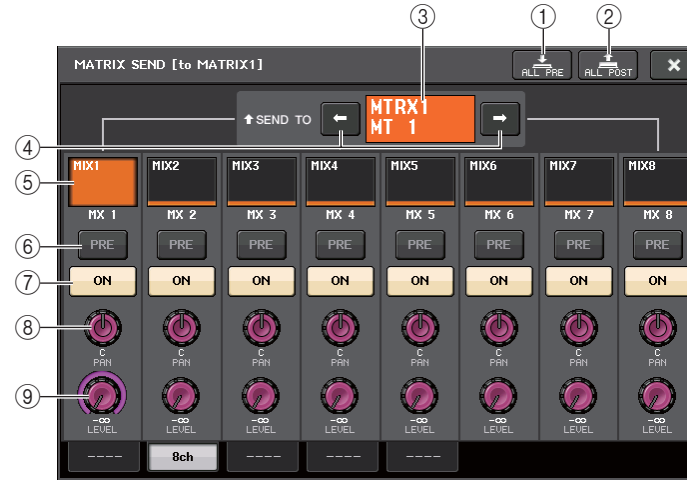 ① ② ③
MATRIX SEND [to MATRIX1] ALL PRE ALL POST ×
SEND TO ← MTRX1 →
MT 1
④
⑤ MIX1 MIX2 MIX3 MIX4 MIX5 MIX6 MIX7 MIX8
MX 1 MX 2 MX 3 MX 4 MX 5 MX 6 MX 7 MX 8
⑥ PRE PRE PRE PRE PRE PRE PRE PRE
⑦ ON ON ON ON ON ON ON ON
⑧
C C C C C C C C
PAN PAN PAN PAN PAN PAN PAN PAN
⑨
-∞ -∞ -∞ -∞ -∞ -∞ -∞ -∞
LEVEL LEVEL LEVEL LEVEL LEVEL LEVEL LEVEL LEVEL
---- 8ch ---- ---- ----